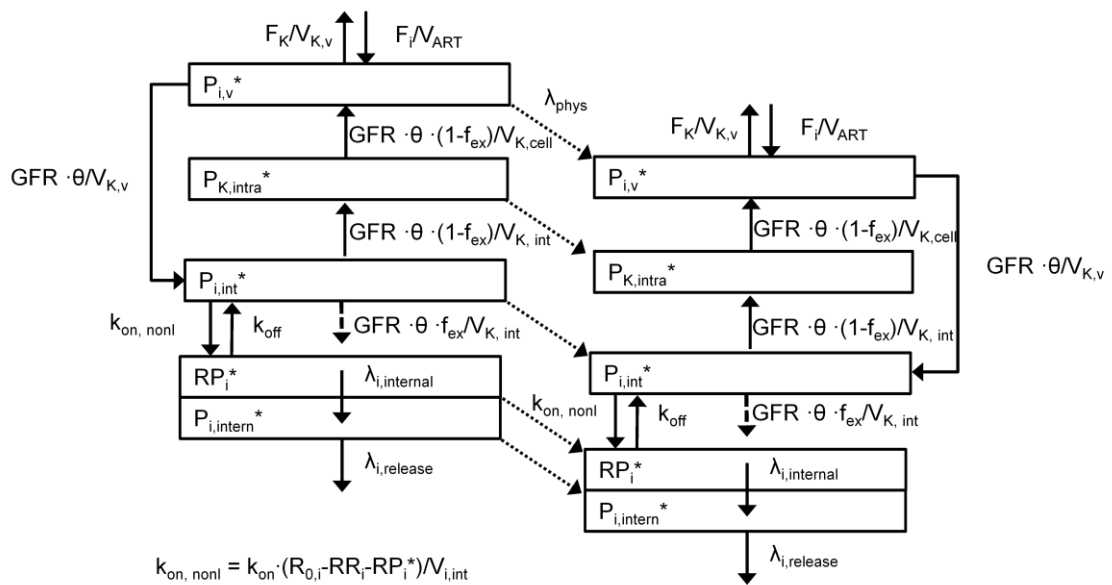 F_K/V_K,v F_i/V_ART
P_i,v*
λ_phys
GFR ·θ ·(1-f_ex)/V_K,cell
GFR ·θ/V_K,v
P_K,intra*
GFR ·θ ·(1-f_ex)/V_K, int
P_i,int*
k_on, nonl k_off GFR ·θ ·f_ex/V_K, int
RP_i* λ_i,internal
P_i,intern*
λ_i,release
k_on, nonl = k_on·(R_0,i-RR_i-RP_i*)/V_i,int
F_K/V_K,v F_i/V_ART
P_i,v*
GFR ·θ ·(1-f_ex)/V_K,cell
GFR ·θ/V_K,v
P_K,intra*
GFR ·θ ·(1-f_ex)/V_K, int
P_i,int*
k_on, nonl k_off GFR ·θ ·f_ex/V_K, int
RP_i* λ_i,internal
P_i,intern*
λ_i,release